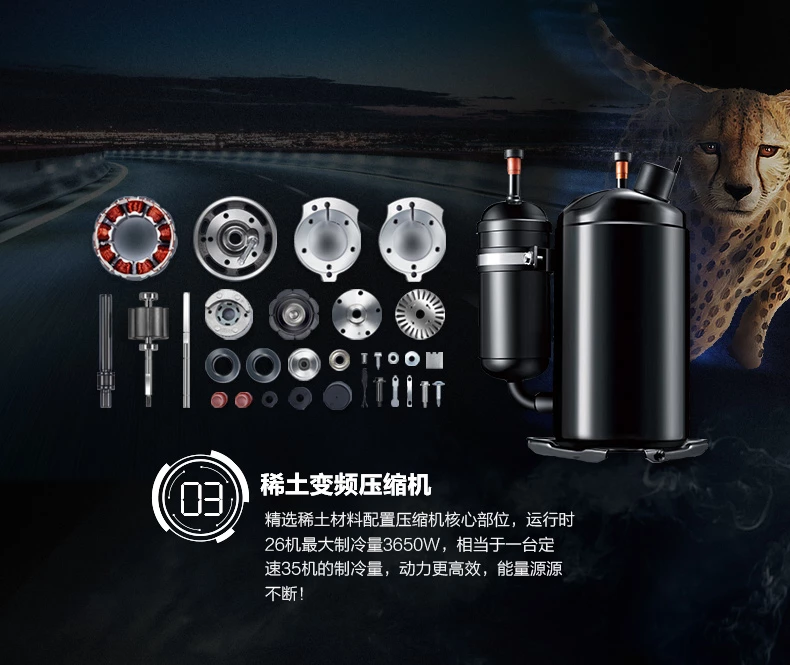 03
稀土变频压缩机
精选稀土材料配置压缩机核心部位，运行时
26机最大制冷量3650W，相当于一台定
速35机的制冷量，动力更高效，能量源源
不断！